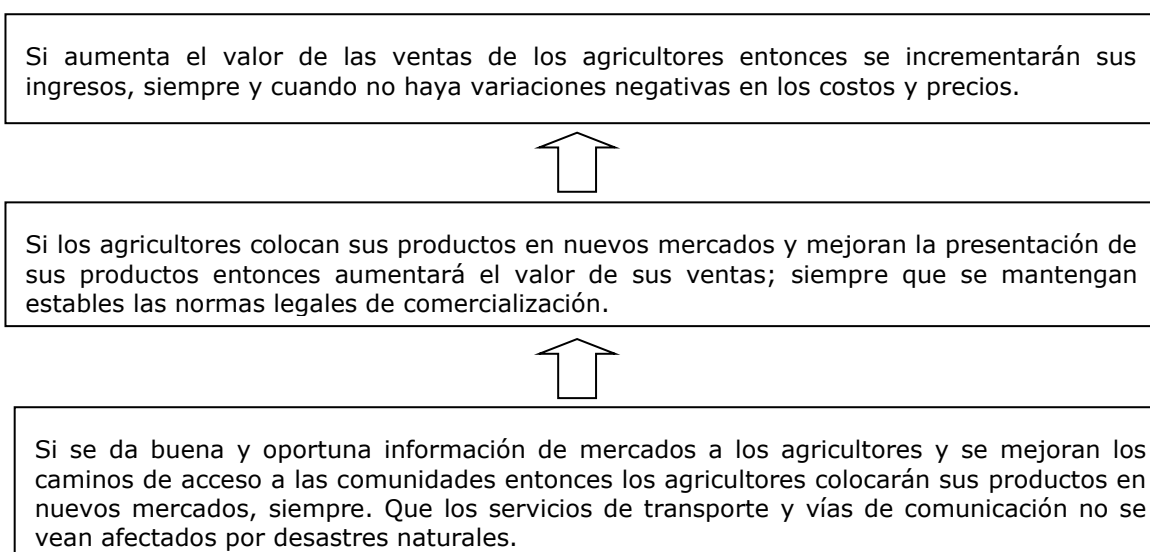 Si aumenta el valor de las ventas de los agricultores entonces se incrementarán sus
ingresos, siempre y cuando no haya variaciones negativas en los costos y precios.
Si los agricultores colocan sus productos en nuevos mercados y mejoran la presentación de
sus productos entonces aumentará el valor de sus ventas; siempre que se mantengan
estables las normas legales de comercialización.
Si se da buena y oportuna información de mercados a los agricultores y se mejoran los
caminos de acceso a las comunidades entonces los agricultores colocarán sus productos en
nuevos mercados, siempre. Que los servicios de transporte y vías de comunicación no se
vean afectados por desastres naturales.